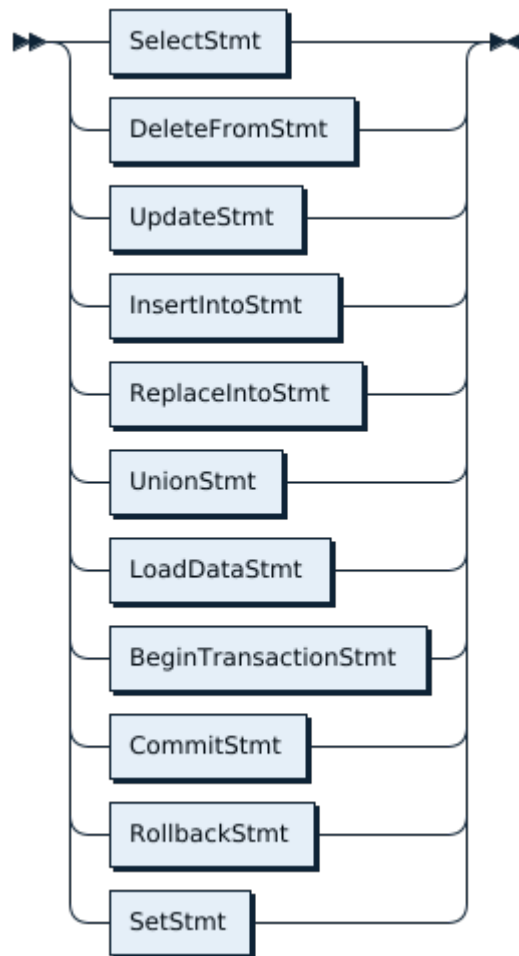 SelectStmt
DeleteFromStmt
UpdateStmt
InsertIntoStmt
ReplaceIntoStmt
UnionStmt
LoadDataStmt
BeginTransactionStmt
CommitStmt
RollbackStmt
SetStmt